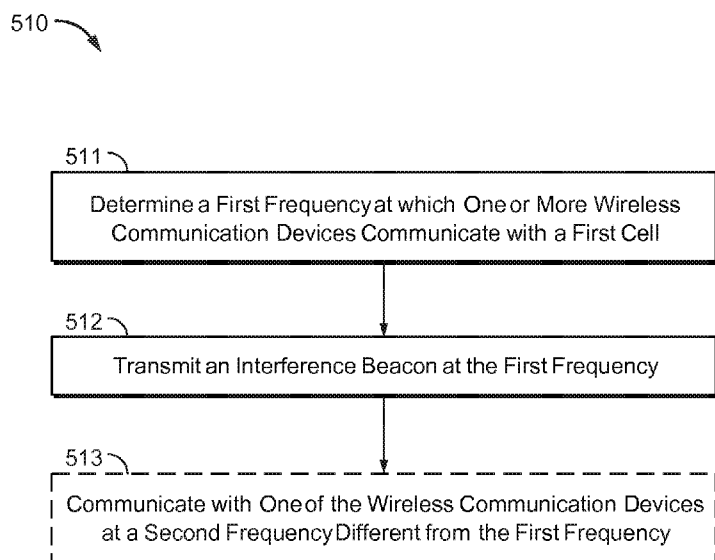 510
511
Determine a First Frequency at which One or More Wireless
Communication Devices Communicate with a First Cell
512
Transmit an Interference Beacon at the First Frequency
513
Communicate with One of the Wireless Communication Devices
at a Second Frequency Different from the First Frequency